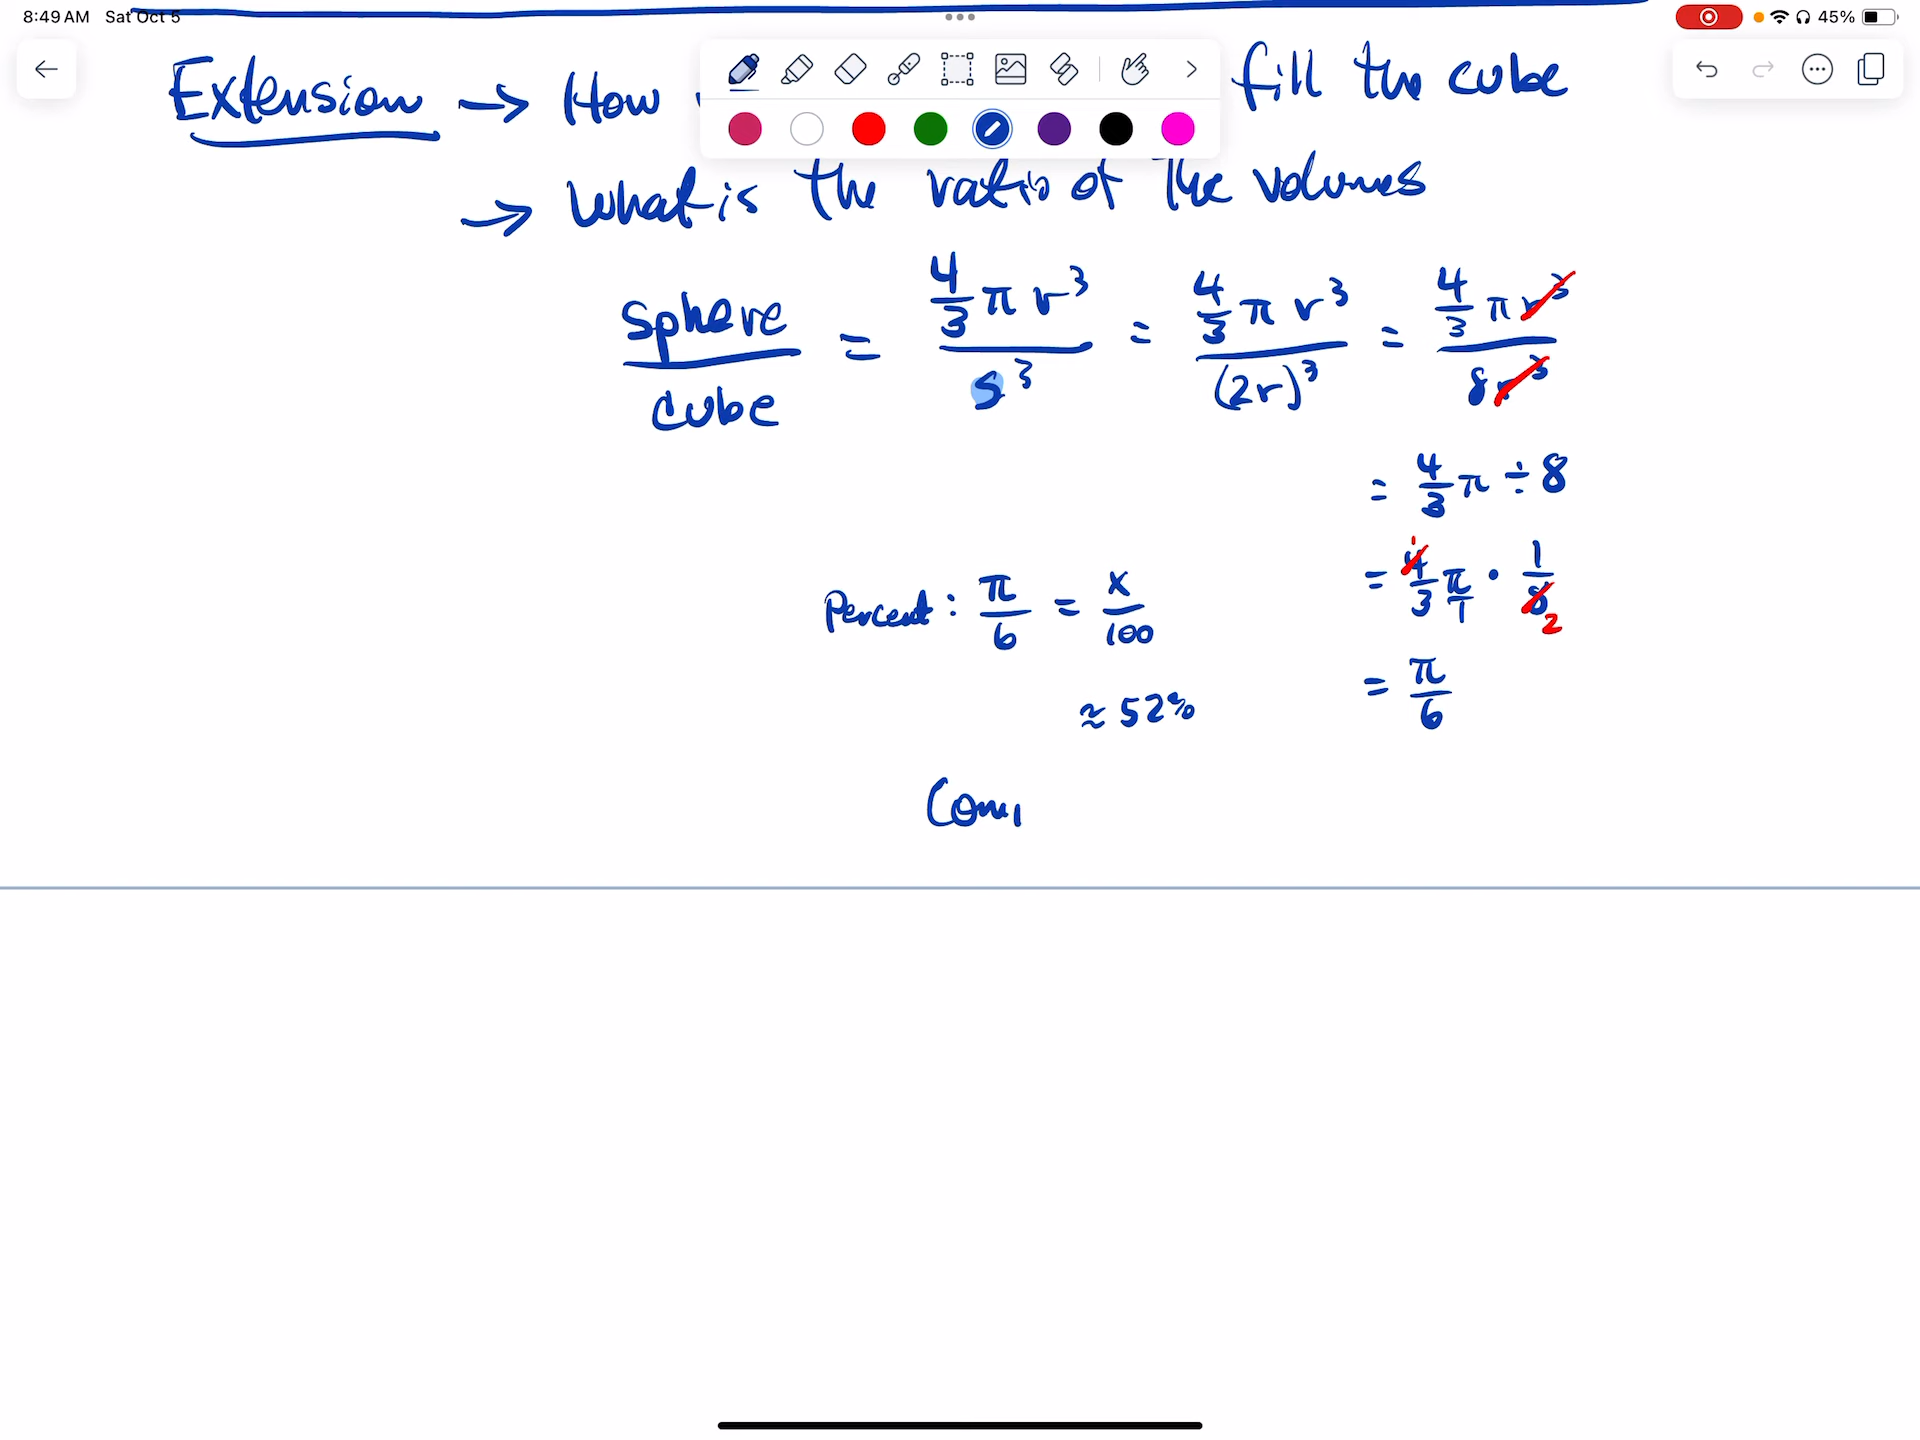 8:49 AM Sat Oct 5
45%
Extension → How fill the cube
→ What is the ratio of the volumes
sphere / cube = 4/3 π r³ / s³ = 4/3 π r³ / (2r)³ = 4/3 π r³ / 8r³
= 4/3 π ÷ 8
= 4/3 π/1 · 1/8 1 2
Percent: π/6 = x/100
= π/6
≈ 52%
Com